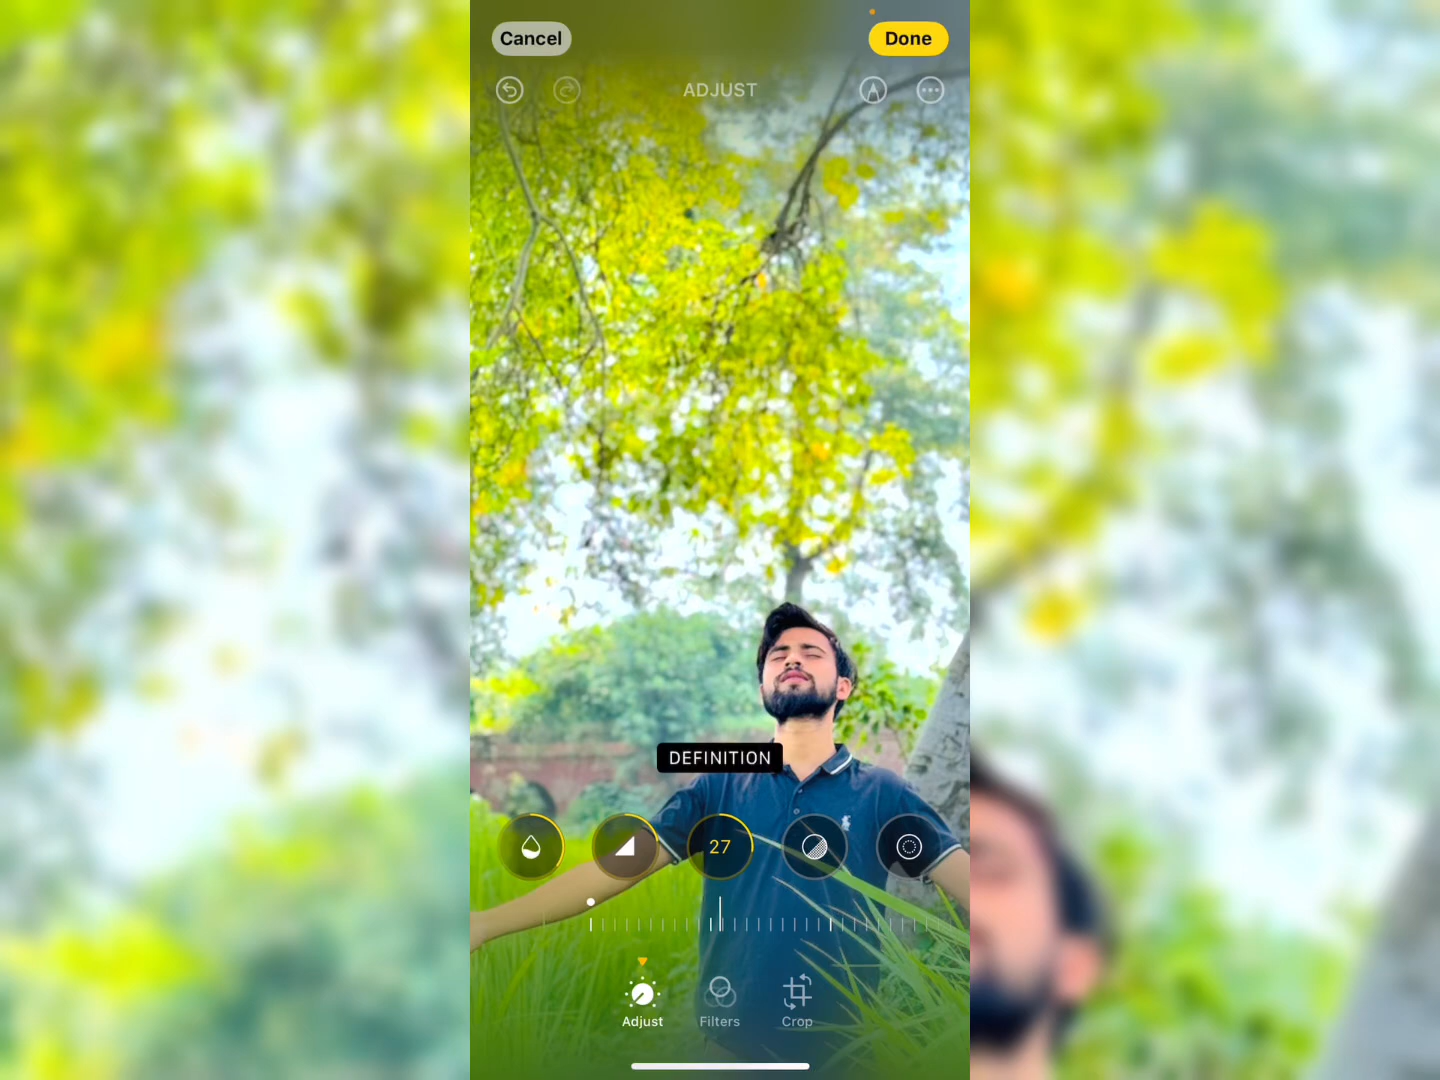 Cancel
Done
ADJUST
DEFINITION
27
Adjust
Filters
Crop